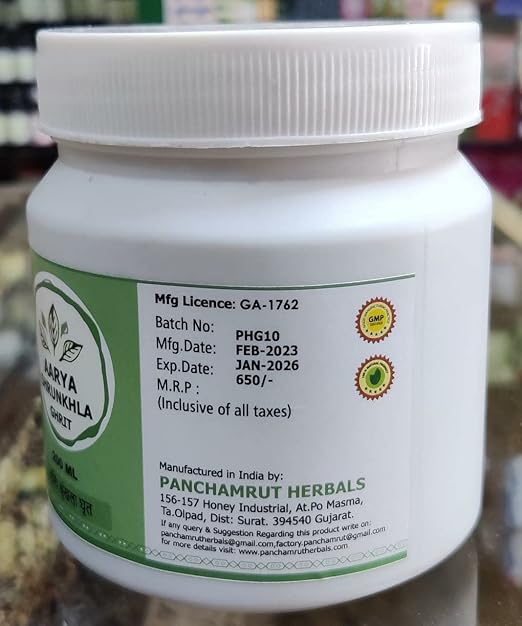 AARYA
GHRIT
200 ML
घृत
Mfg Licence: GA-1762
Batch No: PHG10
Mfg.Date: FEB-2023
Exp.Date: JAN-2026
M.R.P : 650/-
(Inclusive of all taxes)
GMP
Manufactured in India by:
PANCHAMRUT HERBALS
156-157 Honey Industrial, At.Po Masma,
Ta.Olpad, Dist: Surat. 394540 Gujarat.
If any query & Suggestion Regarding this product write on:
panchamrutherbals@gmail.com,factory.panchamrut@gmail.com
for more details visit: www.panchamrutherbals.com